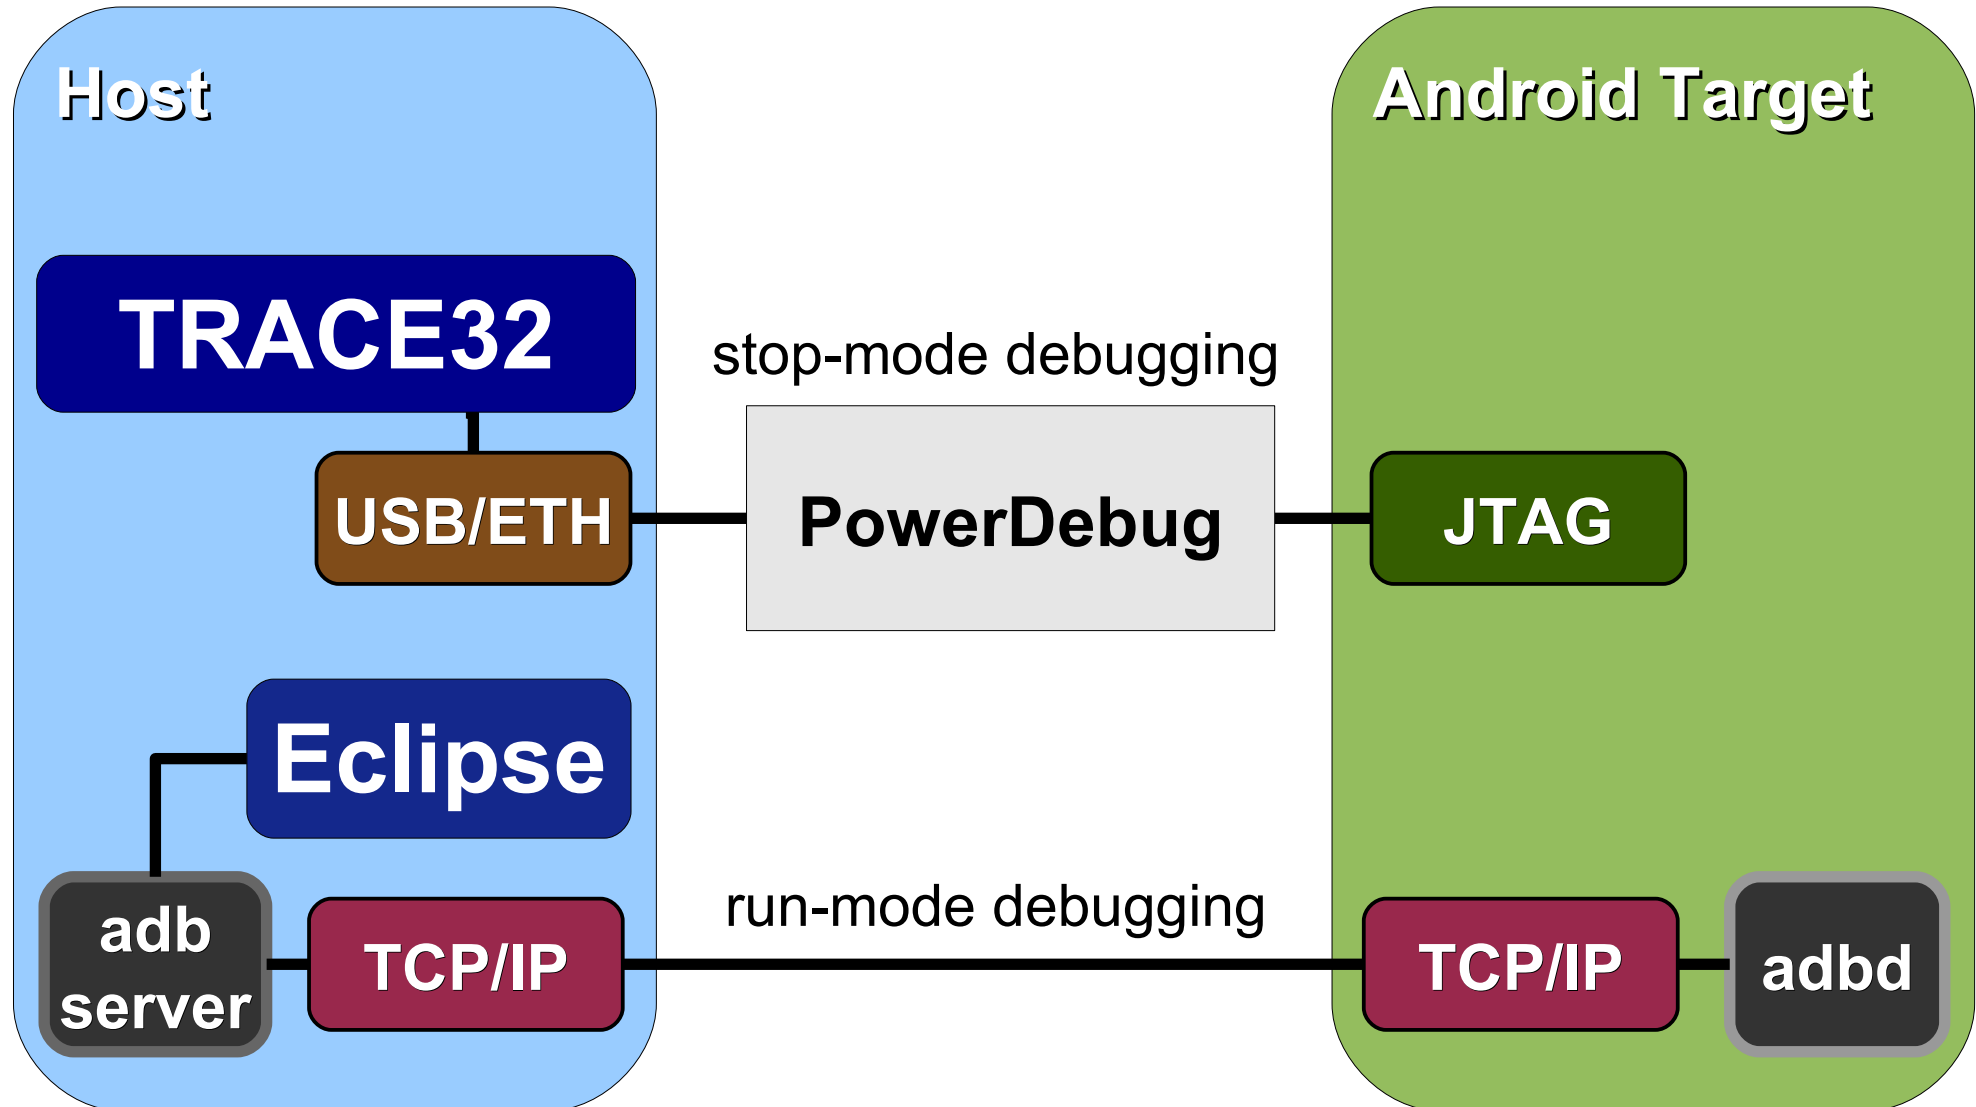 Host
Android Target
TRACE32
stop-mode debugging
USB/ETH
PowerDebug
JTAG
Eclipse
run-mode debugging
adb
server
TCP/IP
TCP/IP
adbd